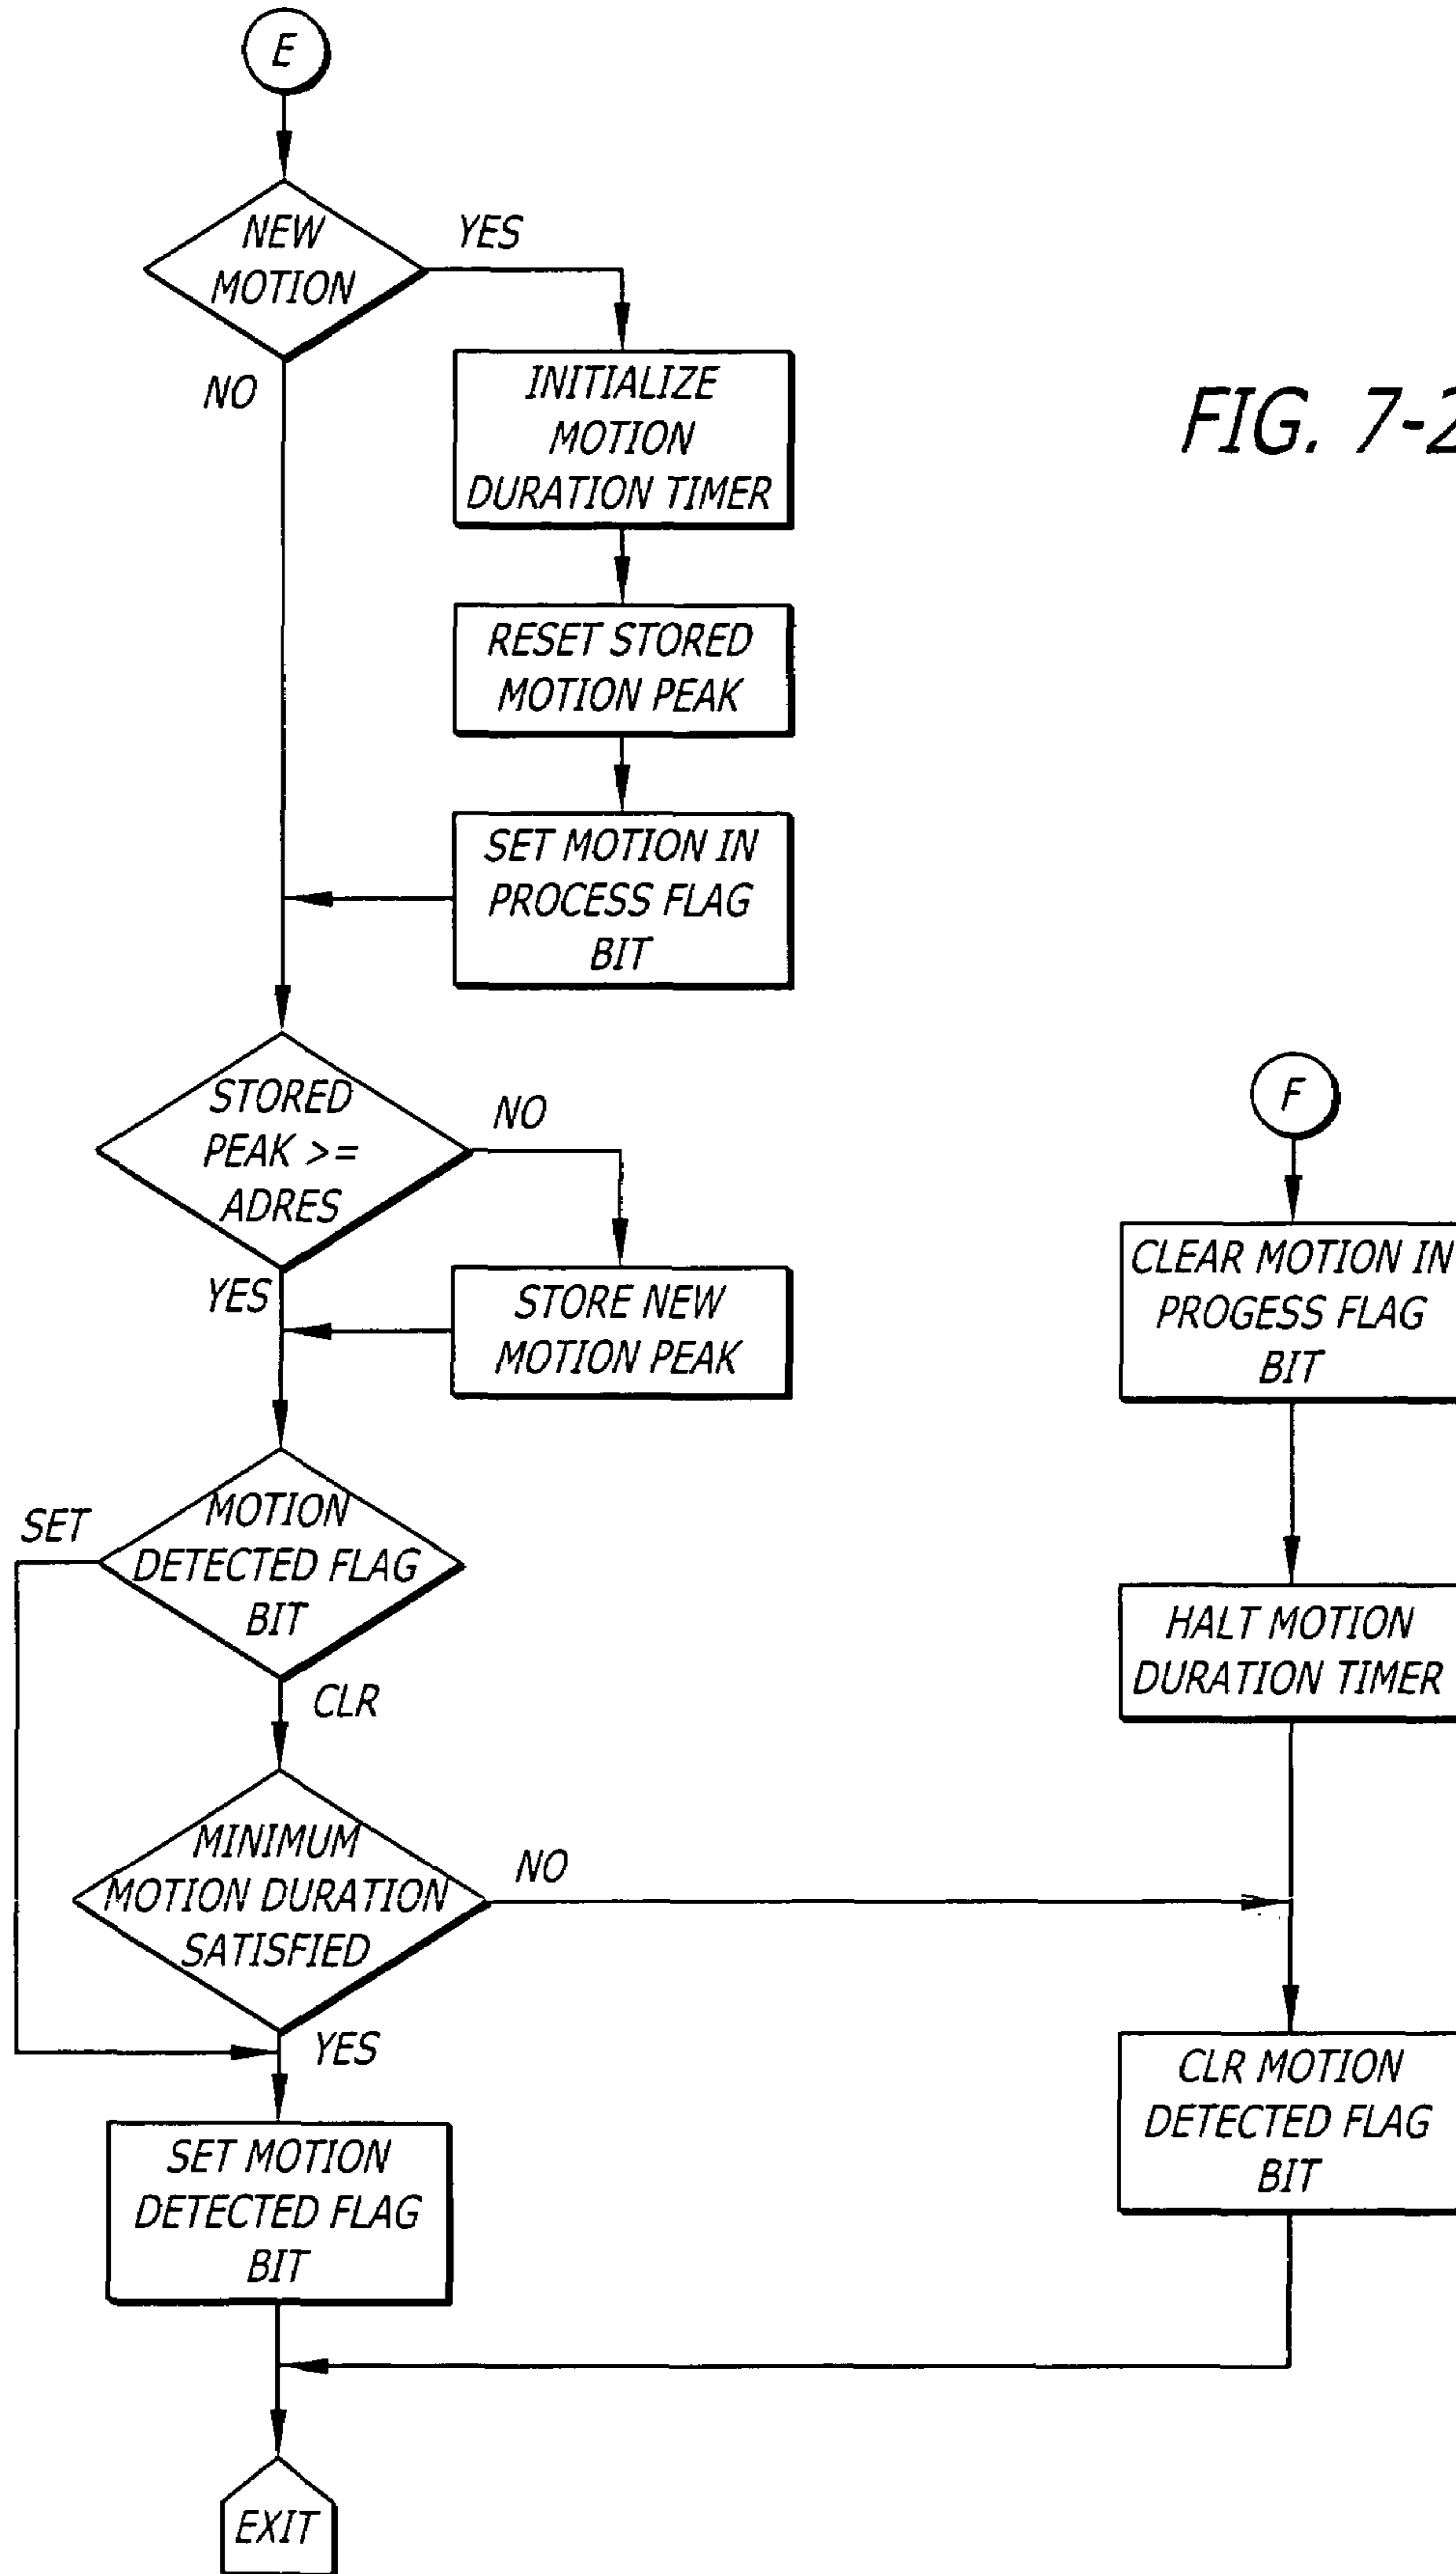 E
NEW
MOTION
YES
NO
INITIALIZE
MOTION
DURATION TIMER
FIG. 7-2
RESET STORED
MOTION PEAK
SET MOTION IN
PROCESS FLAG
BIT
STORED
PEAK >=
ADRES
NO
YES
STORE NEW
MOTION PEAK
F
CLEAR MOTION IN
PROGESS FLAG
BIT
SET
MOTION
DETECTED FLAG
BIT
CLR
HALT MOTION
DURATION TIMER
MINIMUM
MOTION DURATION
SATISFIED
NO
YES
CLR MOTION
DETECTED FLAG
BIT
SET MOTION
DETECTED FLAG
BIT
EXIT